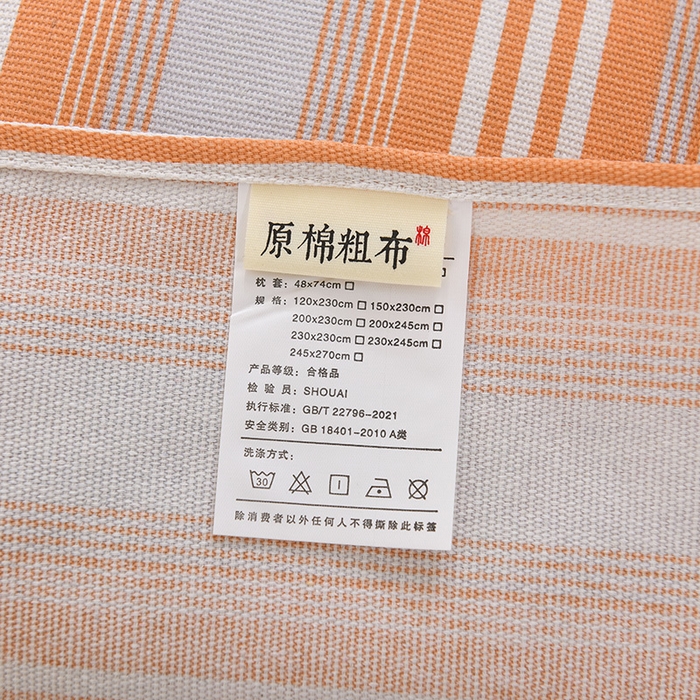 原棉粗布 棉
枕套：48x74cm □
规格：120x230cm □ 150x230cm □
200x230cm □ 200x245cm □
230x230cm □ 230x245cm □
245x270cm □
产品等级：合格品
检验员：SHOUAI
执行标准：GB/T 22796-2021
安全类别：GB 18401-2010 A类
洗涤方式：
30
除消费者以外任何人不得撕除此标签